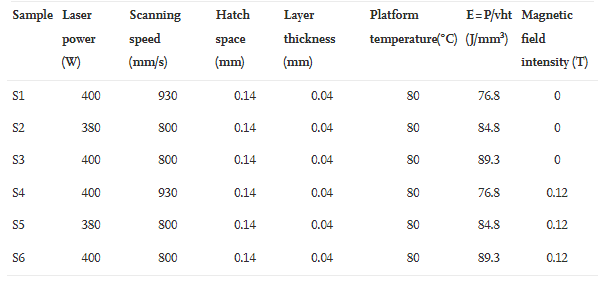 Sample Laser Scanning Hatch Layer Platform E = P/vht Magnetic
power speed space thickness temperature(°C) (J/mm³) field
(W) (mm/s) (mm) (mm) intensity (T)
S1 400 930 0.14 0.04 80 76.8 0
S2 380 800 0.14 0.04 80 84.8 0
S3 400 800 0.14 0.04 80 89.3 0
S4 400 930 0.14 0.04 80 76.8 0.12
S5 380 800 0.14 0.04 80 84.8 0.12
S6 400 800 0.14 0.04 80 89.3 0.12